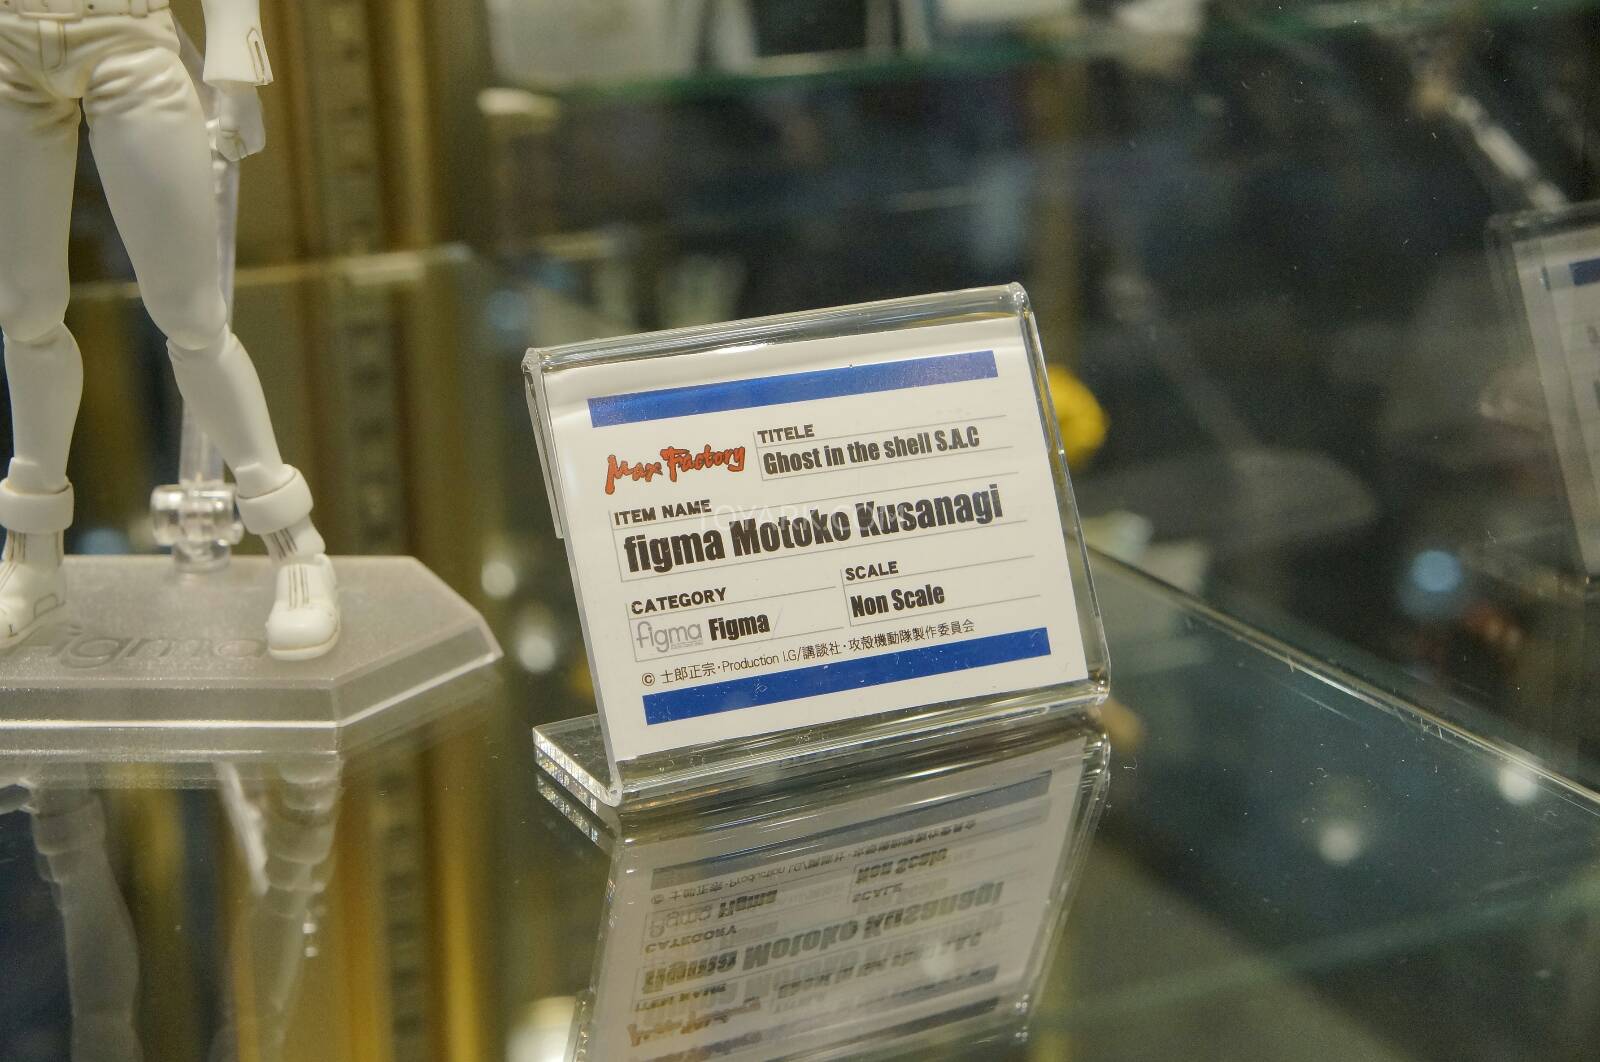 Max Factory
TITELE
Ghost in the shell S.A.C
ITEM NAME
figma Motoko Kusanagi
CATEGORY
figma Figma
SCALE
Non Scale
© 士郎正宗・Production I.G/講談社・攻殻機動隊製作委員会
figma